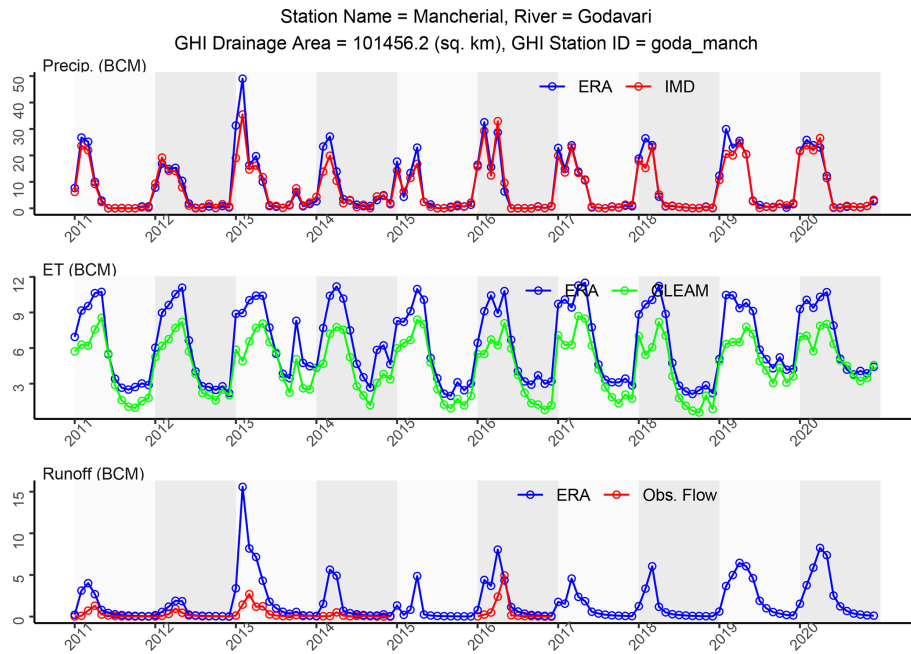 Station Name = Mancherial, River = Godavari
GHI Drainage Area = 101456.2 (sq. km), GHI Station ID = goda_manch
Precip. (BCM)
ERA IMD
50
40
30
20
10
0
2011 2012 2013 2014 2015 2016 2017 2018 2019 2020
ET (BCM)
ERA GLEAM
12
9
6
3
2011 2012 2013 2014 2015 2016 2017 2018 2019 2020
Runoff (BCM)
ERA Obs. Flow
15
10
5
0
2011 2012 2013 2014 2015 2016 2017 2018 2019 2020